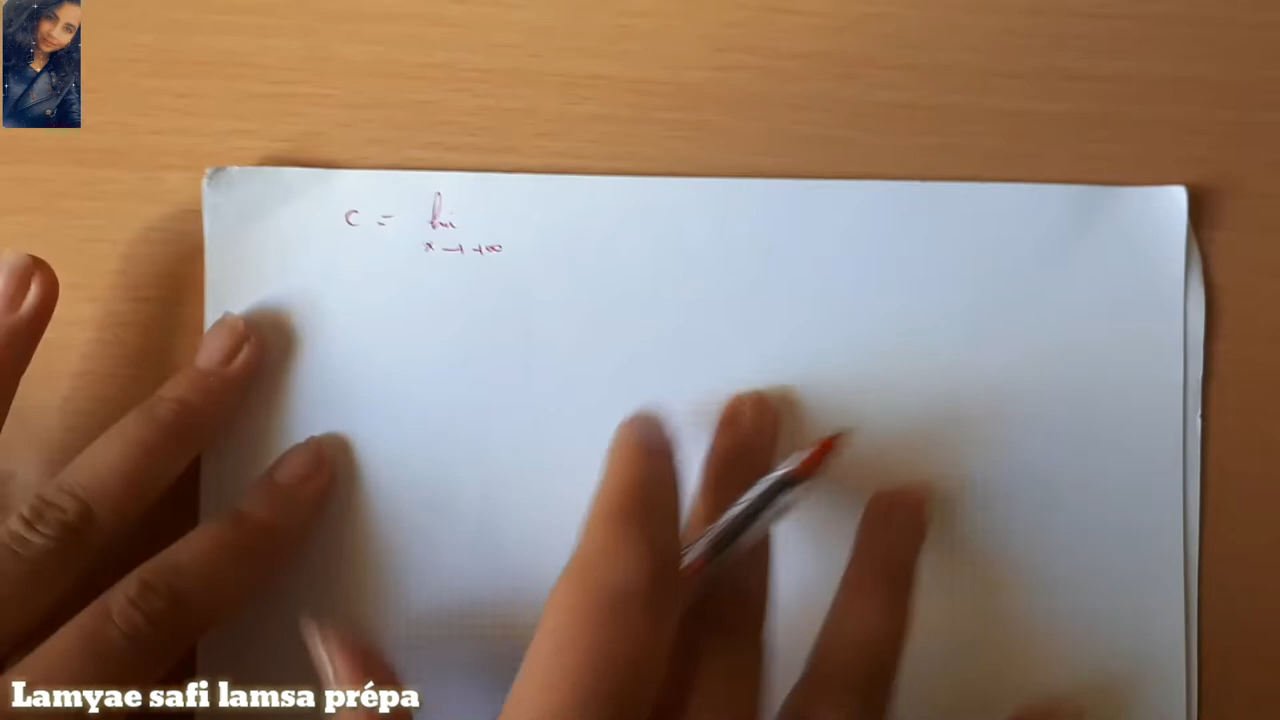 C = lim
x → +∞
Lamyae safi lamsa prépa